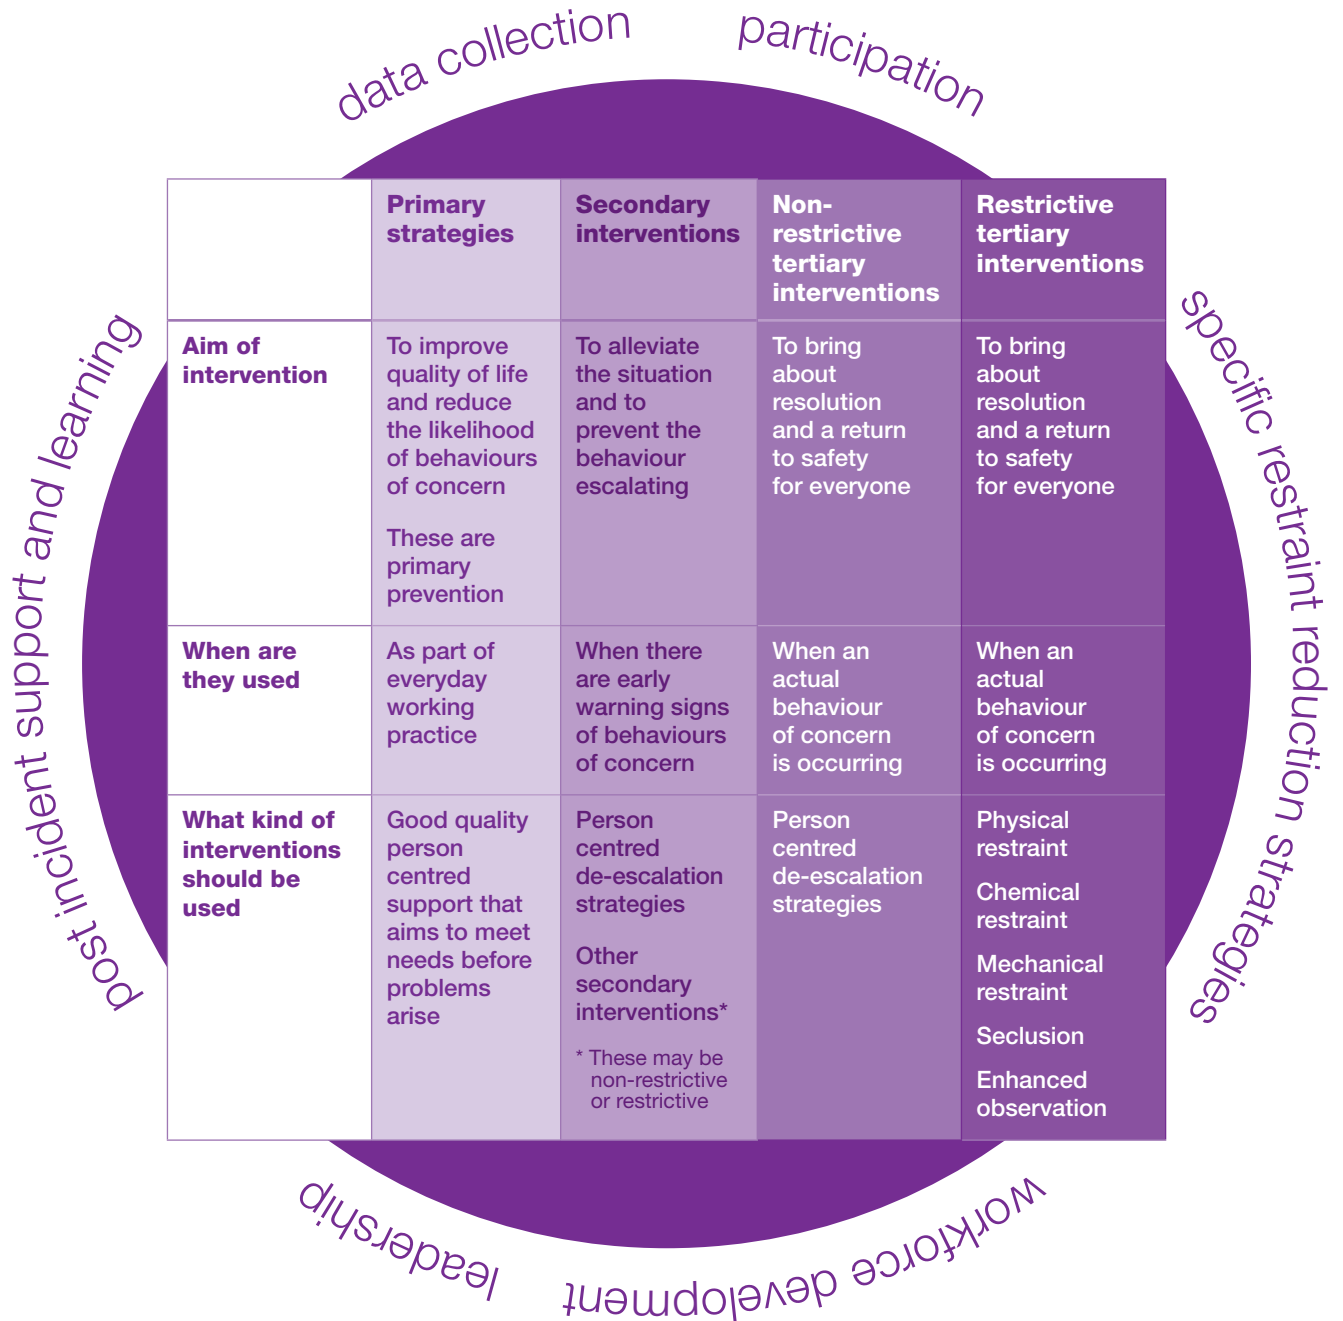 data collection
participation
specific restraint reduction strategies
workforce development
leadership
post incident support and learning
Primary
strategies
Secondary
interventions
Non-
restrictive
tertiary
interventions
Restrictive
tertiary
interventions
Aim of
intervention
To improve
quality of life
and reduce
the likelihood
of behaviours
of concern
These are
primary
prevention
To alleviate
the situation
and to
prevent the
behaviour
escalating
To bring
about
resolution
and a return
to safety
for everyone
To bring
about
resolution
and a return
to safety
for everyone
When are
they used
As part of
everyday
working
practice
When there
are early
warning signs
of behaviours
of concern
When an
actual
behaviour
of concern
is occurring
When an
actual
behaviour
of concern
is occurring
What kind of
interventions
should be
used
Good quality
person
centred
support that
aims to meet
needs before
problems
arise
Person
centred
de-escalation
strategies
Other
secondary
interventions*
* These may be
non-restrictive
or restrictive
Person
centred
de-escalation
strategies
Physical
restraint
Chemical
restraint
Mechanical
restraint
Seclusion
Enhanced
observation